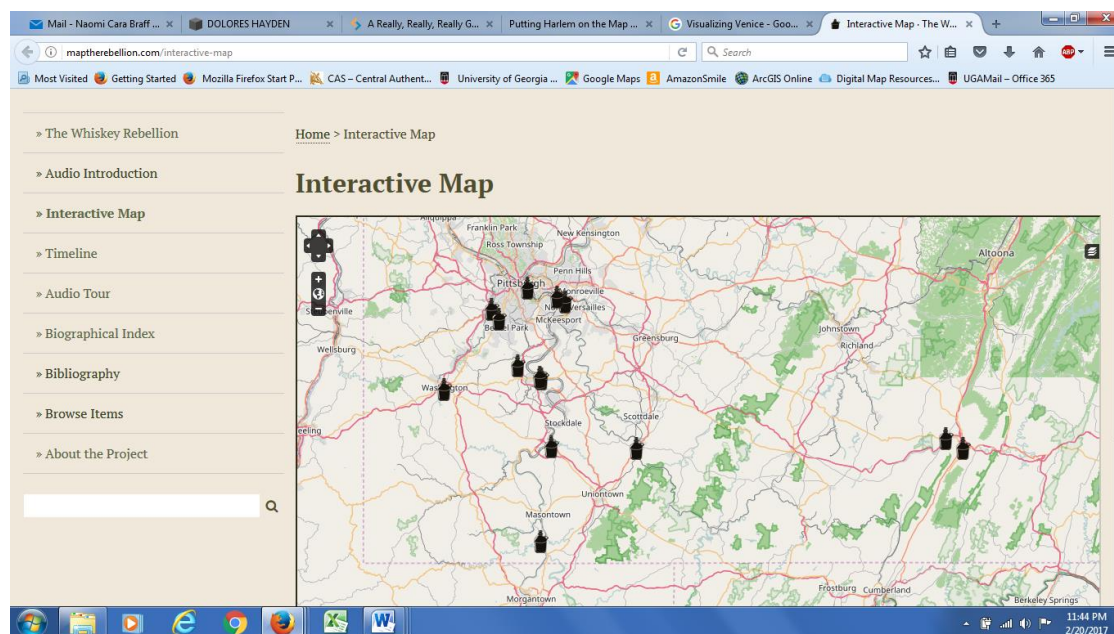 Mail - Naomi Cara Braff ...
DOLORES HAYDEN
A Really, Really, Really G...
Putting Harlem on the Map ...
Visualizing Venice - Goo...
Interactive Map · The W...
maptherebellion.com/interactive-map
Search
ABP
Most Visited
Getting Started
Mozilla Firefox Start P...
CAS – Central Authent...
University of Georgia ...
Google Maps
AmazonSmile
ArcGIS Online
Digital Map Resources...
UGAMail – Office 365
» The Whiskey Rebellion
» Audio Introduction
» Interactive Map
» Timeline
» Audio Tour
» Biographical Index
» Bibliography
» Browse Items
» About the Project
Home > Interactive Map
Interactive Map
Aliquippa
Franklin Park
New Kensington
Ross Township
Penn Hills
Monroeville
McKeesport
Altoona
Johnstown
Richland
Greensburg
Wellsburg
Scottdale
Stockdale
Uniontown
Masontown
Morgantown
Frostburg
Cumberland
Berkeley Springs
11:44 PM
2/20/2017